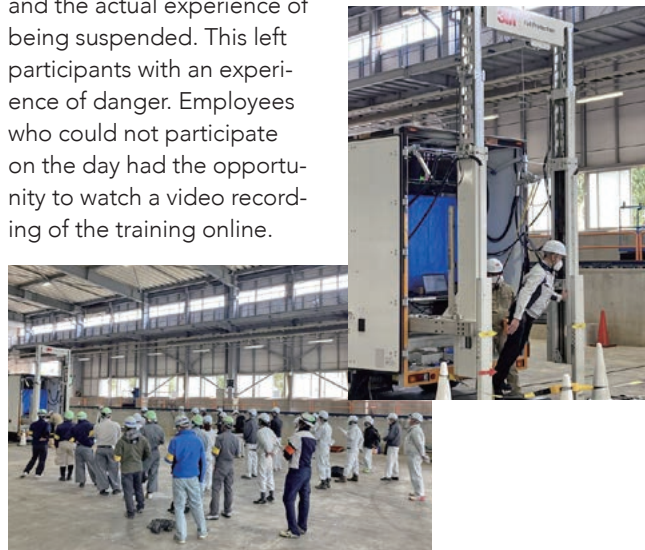 and the actual experience of
being suspended. This left
participants with an experi-
ence of danger. Employees
who could not participate
on the day had the opportu-
nity to watch a video record-
ing of the training online.
3M Fall Protection